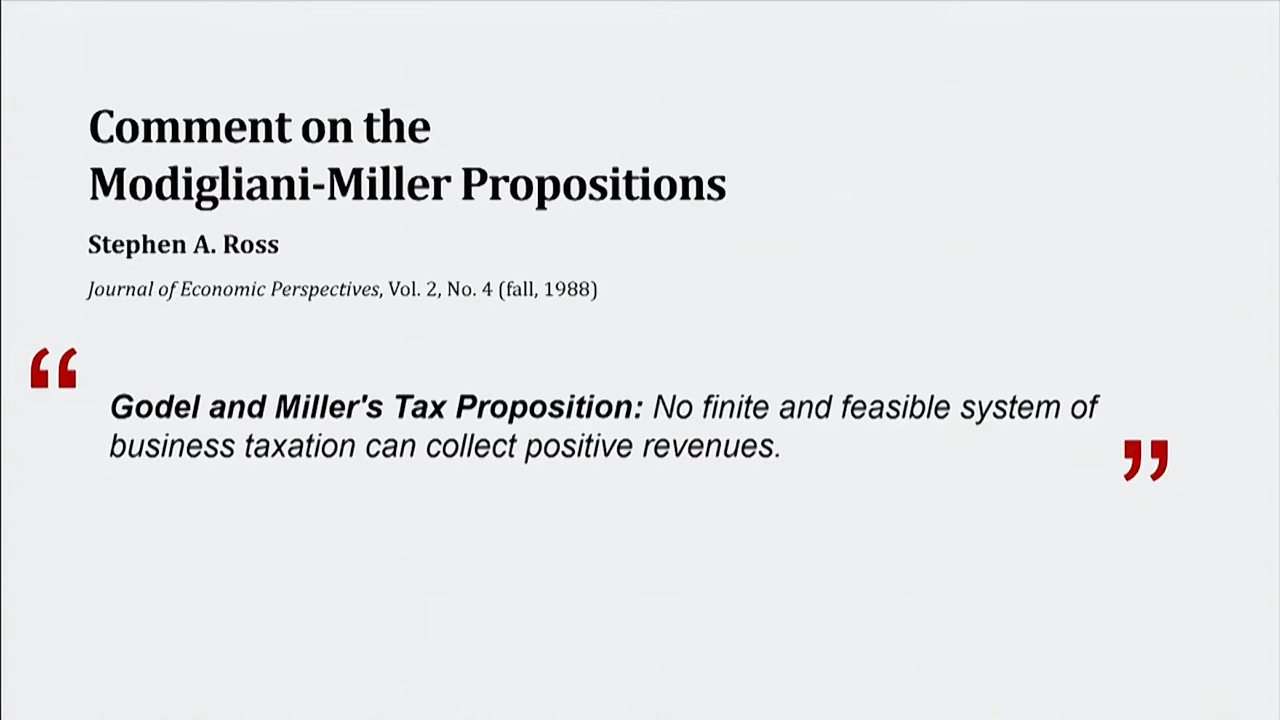 Comment on the
Modigliani-Miller Propositions
Stephen A. Ross
Journal of Economic Perspectives, Vol. 2, No. 4 (fall, 1988)
“
Godel and Miller's Tax Proposition: No finite and feasible system of
business taxation can collect positive revenues.
”